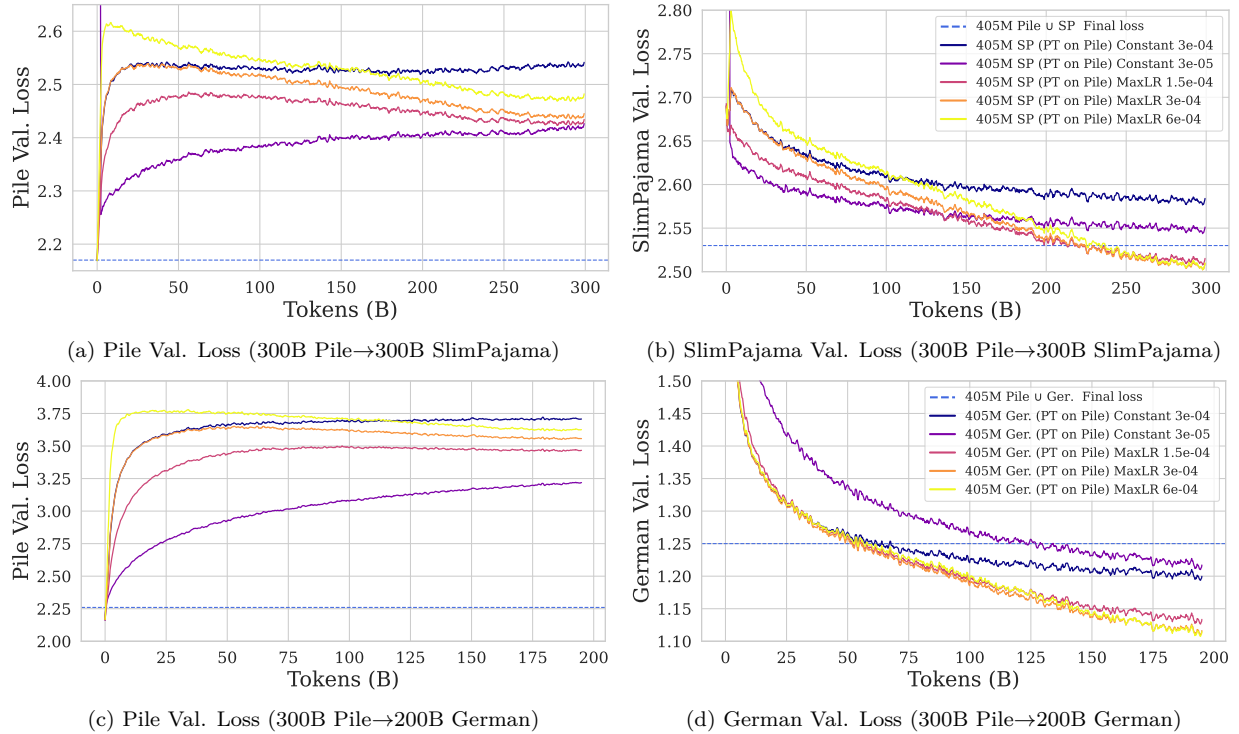 2.6
2.5
2.4
2.3
2.2
Pile Val. Loss
0 50 100 150 200 250 300
Tokens (B)
(a) Pile Val. Loss (300B Pile→300B SlimPajama)
2.80
2.75
2.70
2.65
2.60
2.55
2.50
SlimPajama Val. Loss
405M Pile ∪ SP Final loss
405M SP (PT on Pile) Constant 3e-04
405M SP (PT on Pile) Constant 3e-05
405M SP (PT on Pile) MaxLR 1.5e-04
405M SP (PT on Pile) MaxLR 3e-04
405M SP (PT on Pile) MaxLR 6e-04
0 50 100 150 200 250 300
Tokens (B)
(b) SlimPajama Val. Loss (300B Pile→300B SlimPajama)
4.00
3.75
3.50
3.25
3.00
2.75
2.50
2.25
2.00
Pile Val. Loss
0 25 50 75 100 125 150 175 200
Tokens (B)
(c) Pile Val. Loss (300B Pile→200B German)
1.50
1.45
1.40
1.35
1.30
1.25
1.20
1.15
1.10
German Val. Loss
405M Pile ∪ Ger. Final loss
405M Ger. (PT on Pile) Constant 3e-04
405M Ger. (PT on Pile) Constant 3e-05
405M Ger. (PT on Pile) MaxLR 1.5e-04
405M Ger. (PT on Pile) MaxLR 3e-04
405M Ger. (PT on Pile) MaxLR 6e-04
0 25 50 75 100 125 150 175 200
Tokens (B)
(d) German Val. Loss (300B Pile→200B German)